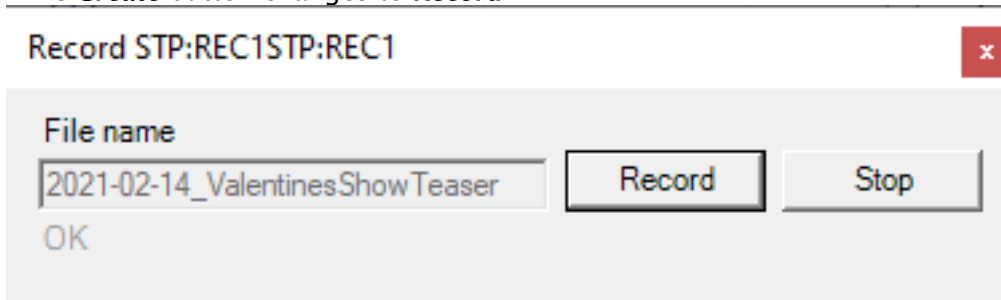 Record STP:REC1STP:REC1
x
File name
2021-02-14_ValentinesShowTeaser
Record
Stop
OK